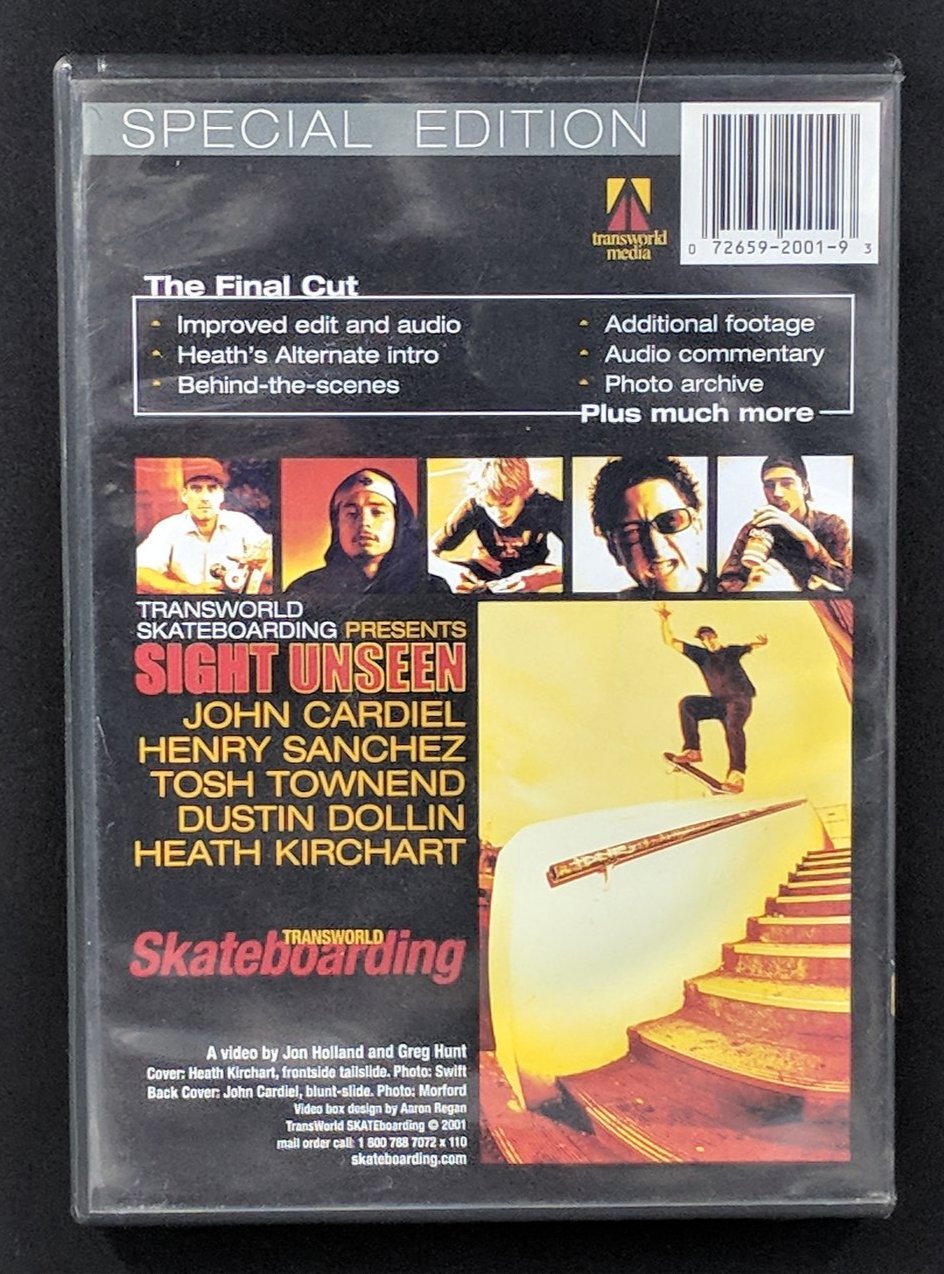 SPECIAL EDITION
transworld
media
0 72659-2001-9 3
The Final Cut
Improved edit and audio
Heath's Alternate intro
Behind-the-scenes
Additional footage
Audio commentary
Photo archive
Plus much more
TRANSWORLD
SKATEBOARDING PRESENTS
SIGHT UNSEEN
JOHN CARDIEL
HENRY SANCHEZ
TOSH TOWNEND
DUSTIN DOLLIN
HEATH KIRCHART
TRANSWORLD
Skateboarding
A video by Jon Holland and Greg Hunt
Cover: Heath Kirchart, frontside tailslide. Photo: Swift
Back Cover: John Cardiel, blunt-slide. Photo: Morford
Video box design by Aaron Regan
TransWorld SKATEboarding © 2001
mail order call: 1 800 788 7072 x 110
skateboarding.com